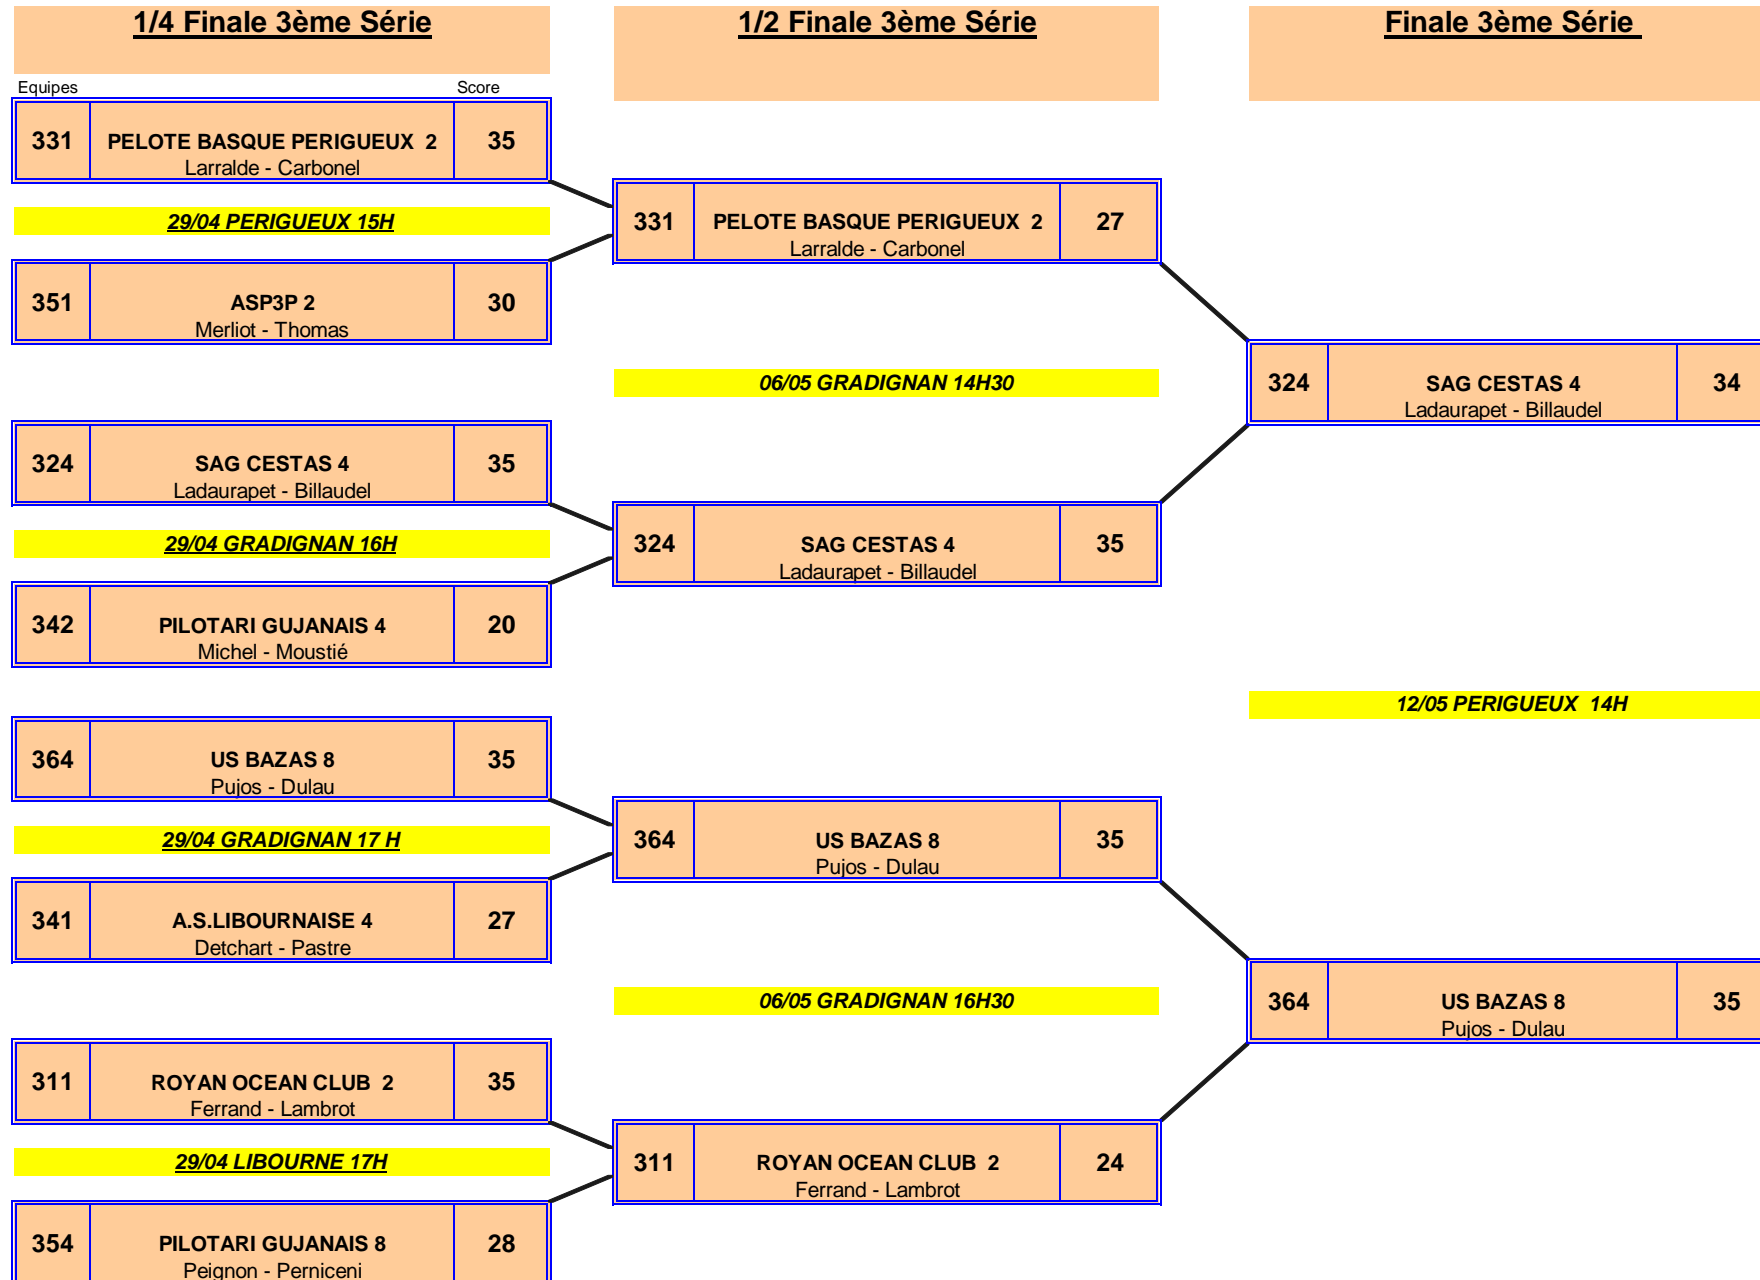 1/4 Finale 3ème Série
1/2 Finale 3ème Série
Finale 3ème Série
Equipes Score
331 PELOTE BASQUE PERIGUEUX 2 35
Larralde - Carbonel
29/04 PERIGUEUX 15H
351 ASP3P 2 30
Merliot - Thomas
324 SAG CESTAS 4 35
Ladaurapet - Billaudel
29/04 GRADIGNAN 16H
342 PILOTARI GUJANAIS 4 20
Michel - Moustié
364 US BAZAS 8 35
Pujos - Dulau
29/04 GRADIGNAN 17 H
341 A.S.LIBOURNAISE 4 27
Detchart - Pastre
311 ROYAN OCEAN CLUB 2 35
Ferrand - Lambrot
29/04 LIBOURNE 17H
354 PILOTARI GUJANAIS 8 28
Peignon - Perniceni
331 PELOTE BASQUE PERIGUEUX 2 27
Larralde - Carbonel
06/05 GRADIGNAN 14H30
324 SAG CESTAS 4 35
Ladaurapet - Billaudel
364 US BAZAS 8 35
Pujos - Dulau
06/05 GRADIGNAN 16H30
311 ROYAN OCEAN CLUB 2 24
Ferrand - Lambrot
324 SAG CESTAS 4 34
Ladaurapet - Billaudel
12/05 PERIGUEUX 14H
364 US BAZAS 8 35
Pujos - Dulau